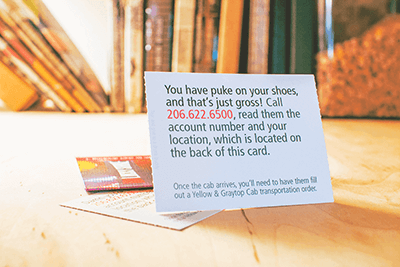 You have puke on your shoes,
and that's just gross! Call
206.622.6500, read them the
account number and your
location, which is located on
the back of this card.
Once the cab arrives, you'll need to have them fill
out a Yellow & Graytop Cab transportation order.